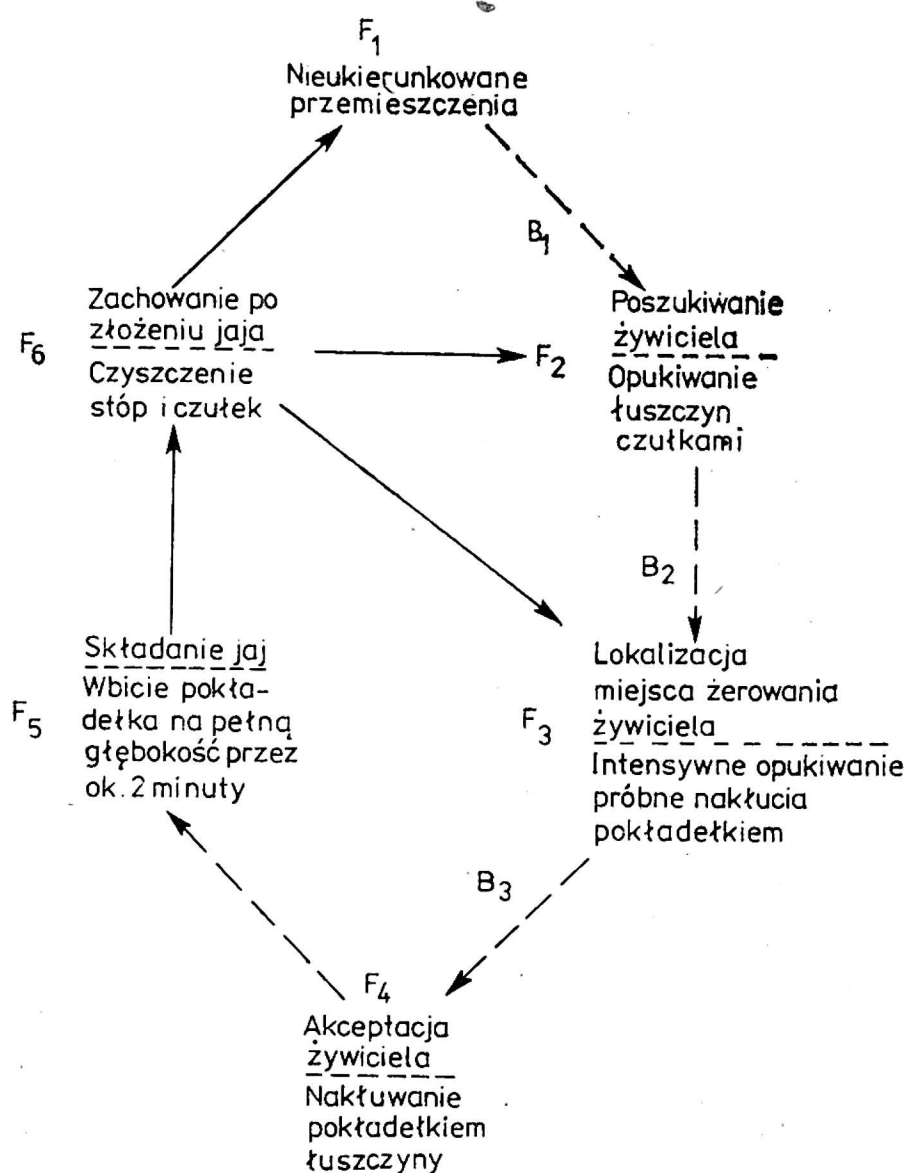 F₁
Nieukierunkowane
przemieszczenia
B₁
Zachowanie po
złożeniu jaja
F₆
Czyszczenie
stóp i czułek
Poszukiwanie
żywiciela
F₂
Opukiwanie
łuszczyn
czułkami
B₂
Składanie jaj
F₅
Wbicie pokła-
dełka na pełną
głębokość przez
ok. 2 minuty
Lokalizacja
miejsca żerowania
F₃
żywiciela
Intensywne opukiwanie
próbne nakłucia
pokładełkiem
B₃
F₄
Akceptacja
żywiciela
Nakłuwanie
pokładełkiem
łuszczyny